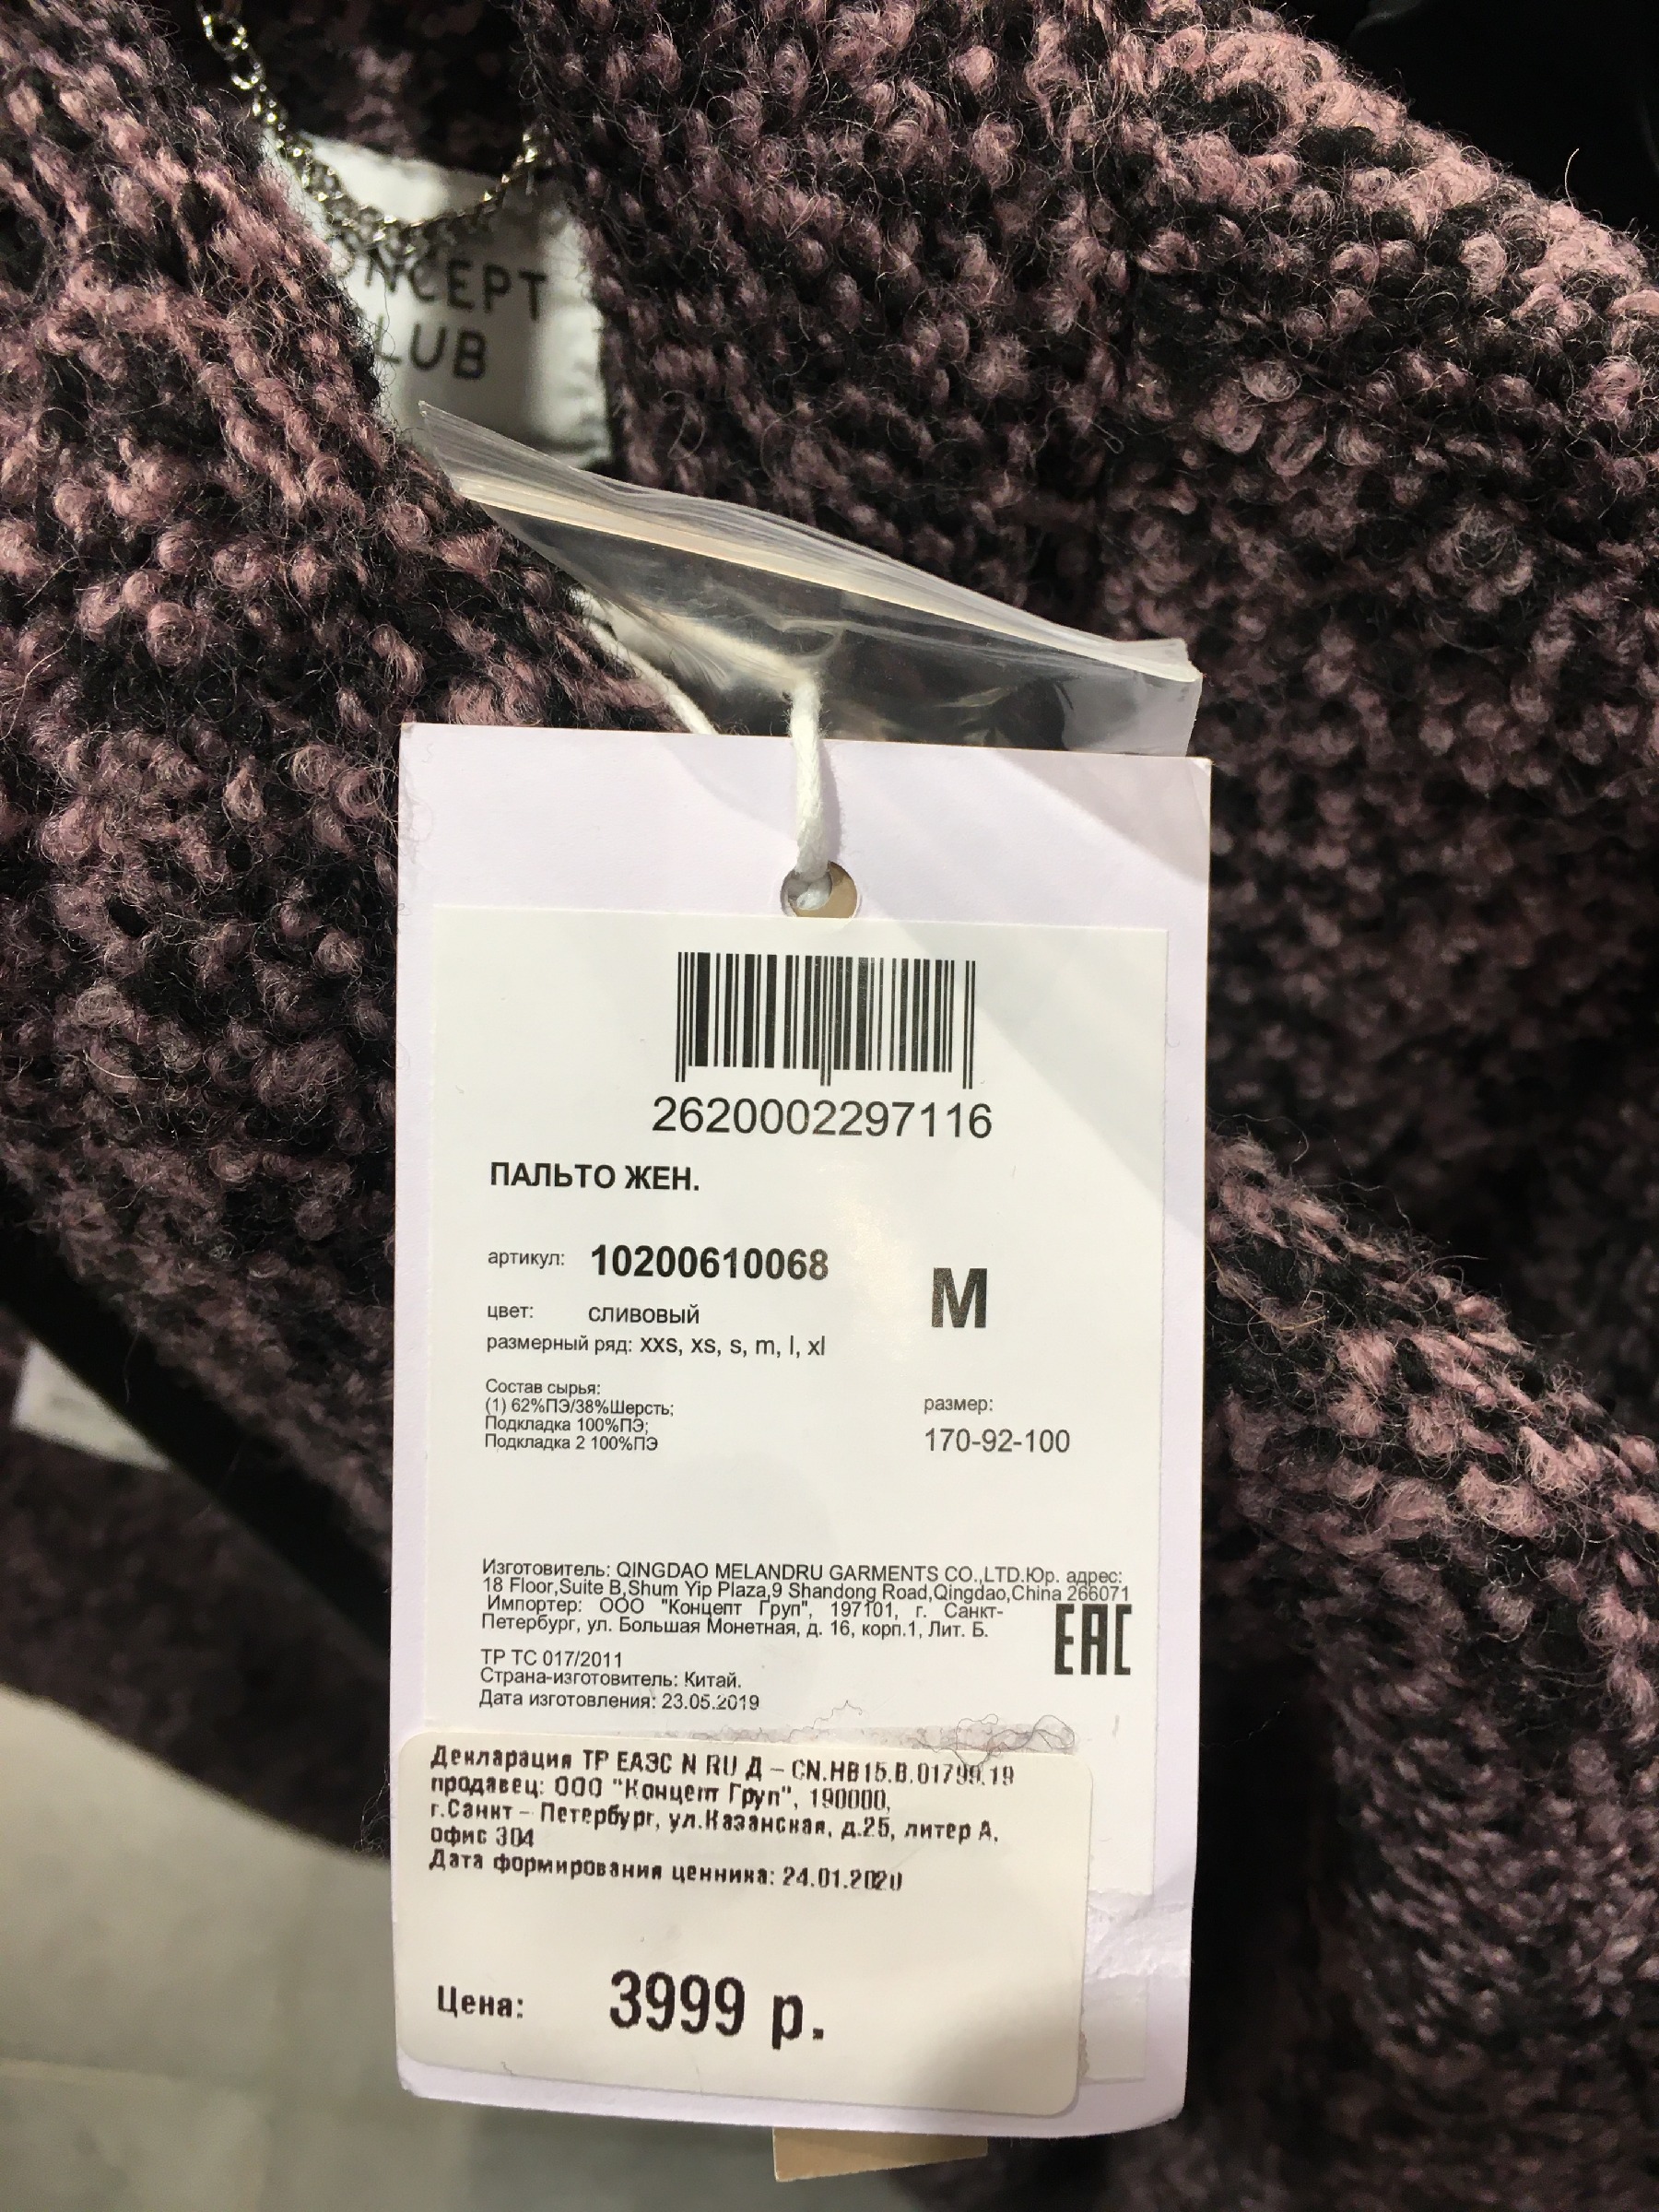 ONCEPT
LUB
2620002297116
ПАЛЬТО ЖЕН.
артикул: 10200610068
M
цвет: сливовый
размерный ряд: xxs, xs, s, m, l, xl
Состав сырья:
(1) 62%ПЭ/38%Шерсть;
Подкладка 100%ПЭ;
Подкладка 2 100%ПЭ
размер:
170-92-100
Изготовитель: QINGDAO MELANDRU GARMENTS CO.,LTD.Юр. адрес:
18 Floor,Suite B,Shum Yip Plaza,9 Shandong Road,Qingdao,China 266071
Импортер: ООО "Концепт Груп", 197101, г. Санкт-
Петербург, ул. Большая Монетная, д. 16, корп.1, Лит. Б.
EAC
ТР ТС 017/2011
Страна-изготовитель: Китай.
Дата изготовления: 23.05.2019
Декларация ТР ЕАЭС N RU Д – CN.НВ15.В.01799.19
продавец: ООО "Концепт Груп", 190000,
г.Санкт – Петербург, ул.Казанская, д.25, литер А,
офис 304
Дата формирования ценника: 24.01.2020
Цена: 3999 р.